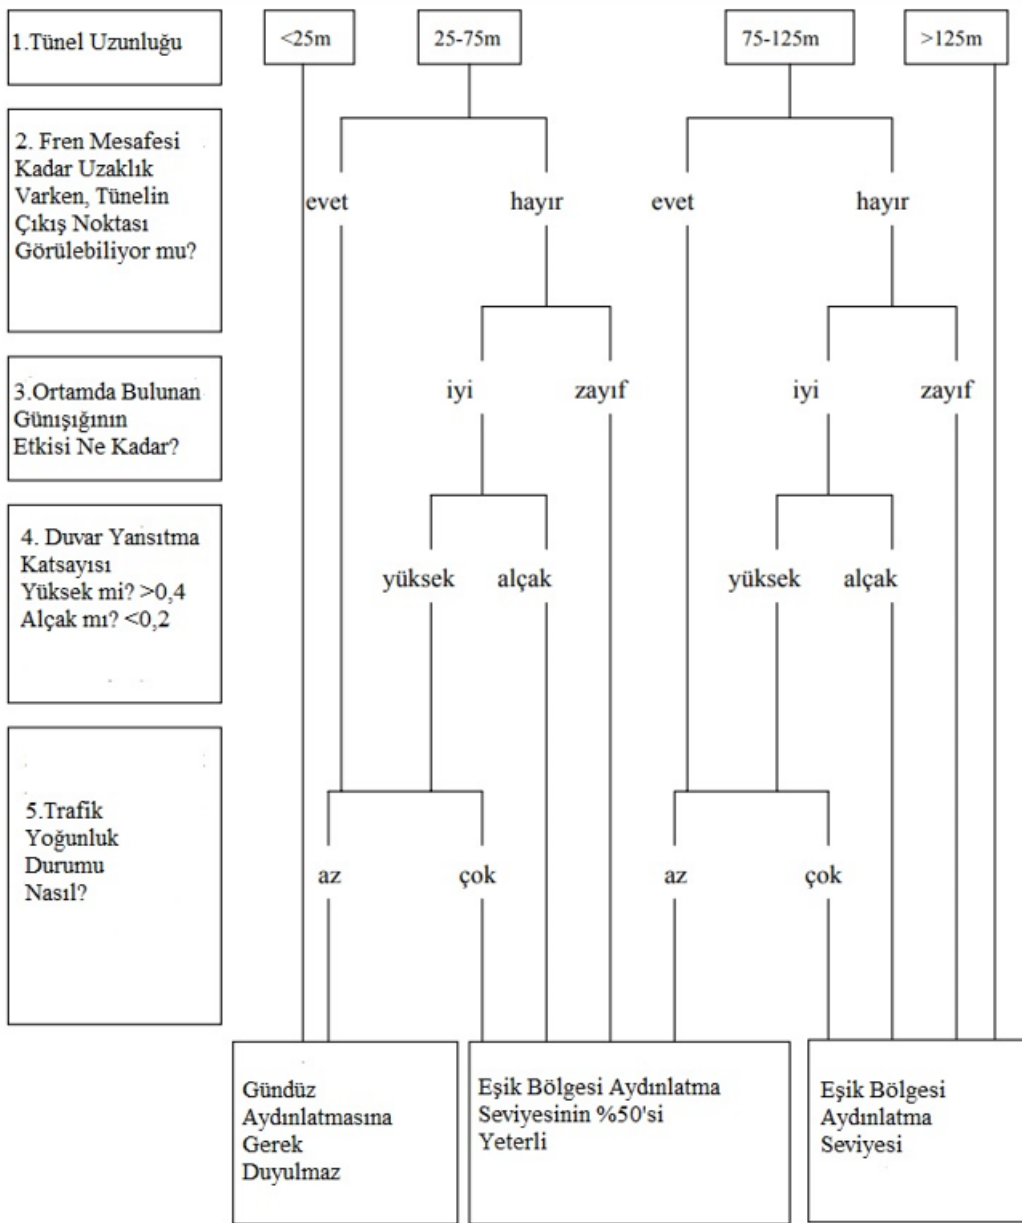 1.Tünel Uzunluğu
<25m
25-75m
75-125m
>125m
2. Fren Mesafesi
Kadar Uzaklık
Varken, Tünelin
Çıkış Noktası
Görülebiliyor mu?
evet
hayır
evet
hayır
3.Ortamda Bulunan
Günışığının
Etkisi Ne Kadar?
iyi
zayıf
iyi
zayıf
4. Duvar Yansıtma
Katsayısı
Yüksek mi? >0,4
Alçak mı? <0,2
yüksek
alçak
yüksek
alçak
5.Trafik
Yoğunluk
Durumu
Nasıl?
az
çok
az
çok
Gündüz
Aydınlatmasına
Gerek
Duyulmaz
Eşik Bölgesi Aydınlatma
Seviyesinin %50'si
Yeterli
Eşik Bölgesi
Aydınlatma
Seviyesi